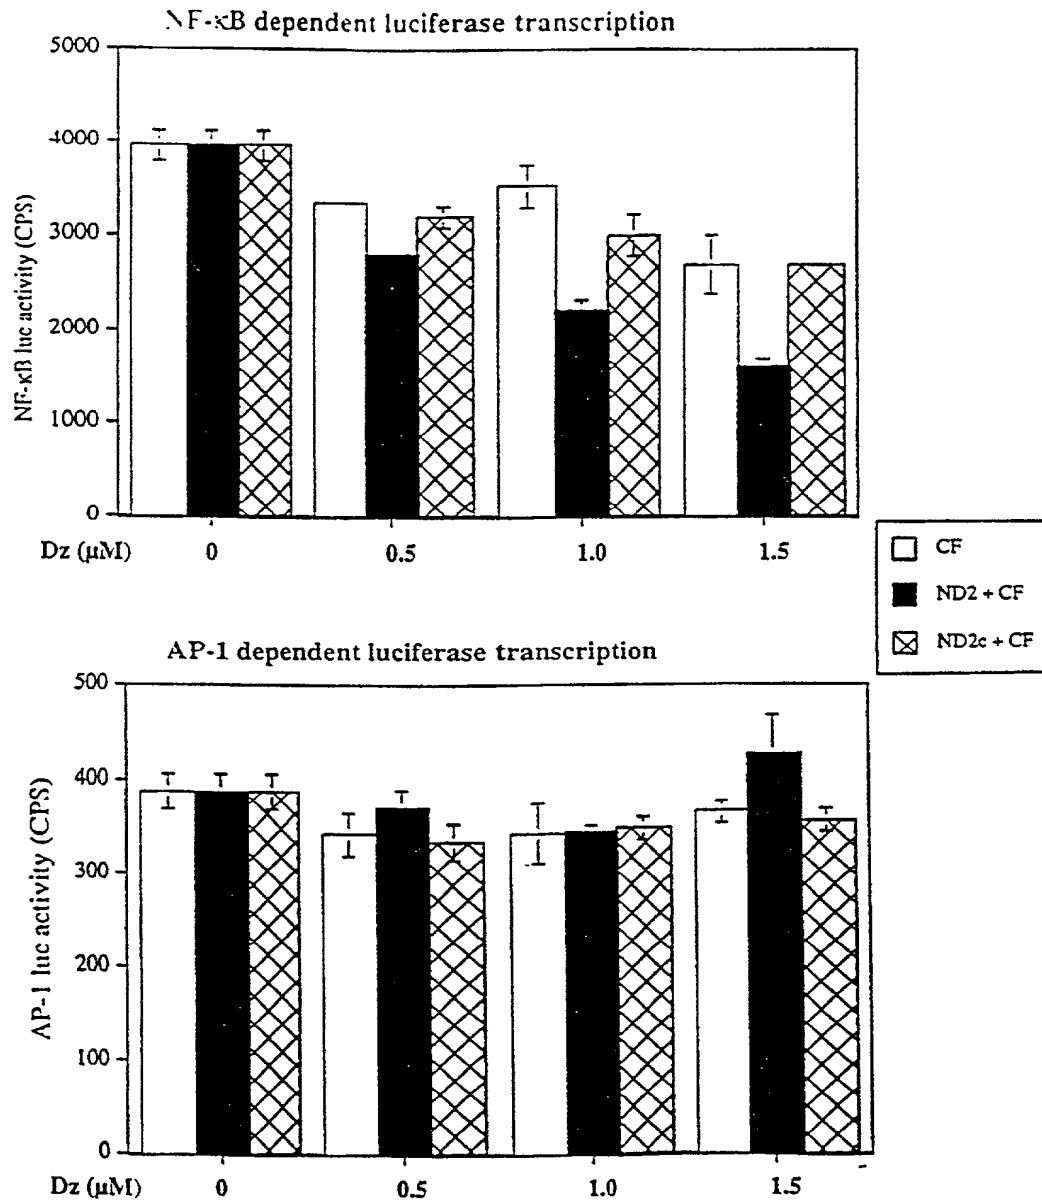 NF-κB dependent luciferase transcription
5000
4000
3000
2000
1000
0
NF-κB luc activity (CPS)
Dz (μM) 0 0.5 1.0 1.5
CF
ND2 + CF
ND2c + CF
AP-1 dependent luciferase transcription
500
400
300
200
100
0
AP-1 luc activity (CPS)
Dz (μM) 0 0.5 1.0 1.5